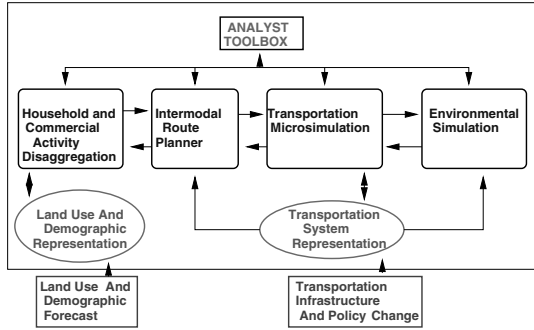 ANALYST
TOOLBOX
Household and
Commercial
Activity
Disaggregation
Intermodal
Route
Planner
Transportation
Microsimulation
Environmental
Simulation
Land Use And
Demographic
Representation
Transportation
System
Representation
Land Use And
Demographic
Forecast
Transportation
Infrastructure
And Policy Change